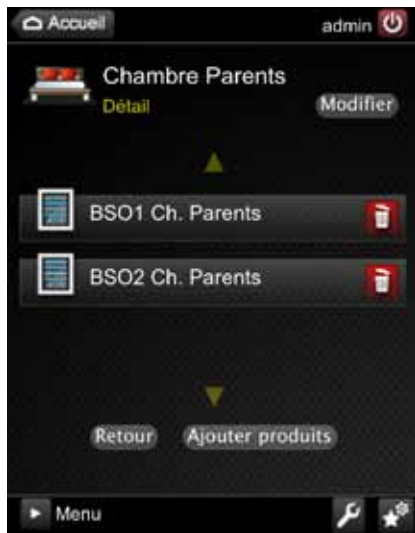 Accueil
admin
Chambre Parents
Détail
Modifier
BSO1 Ch. Parents
BSO2 Ch. Parents
Retour
Ajouter produits
Menu